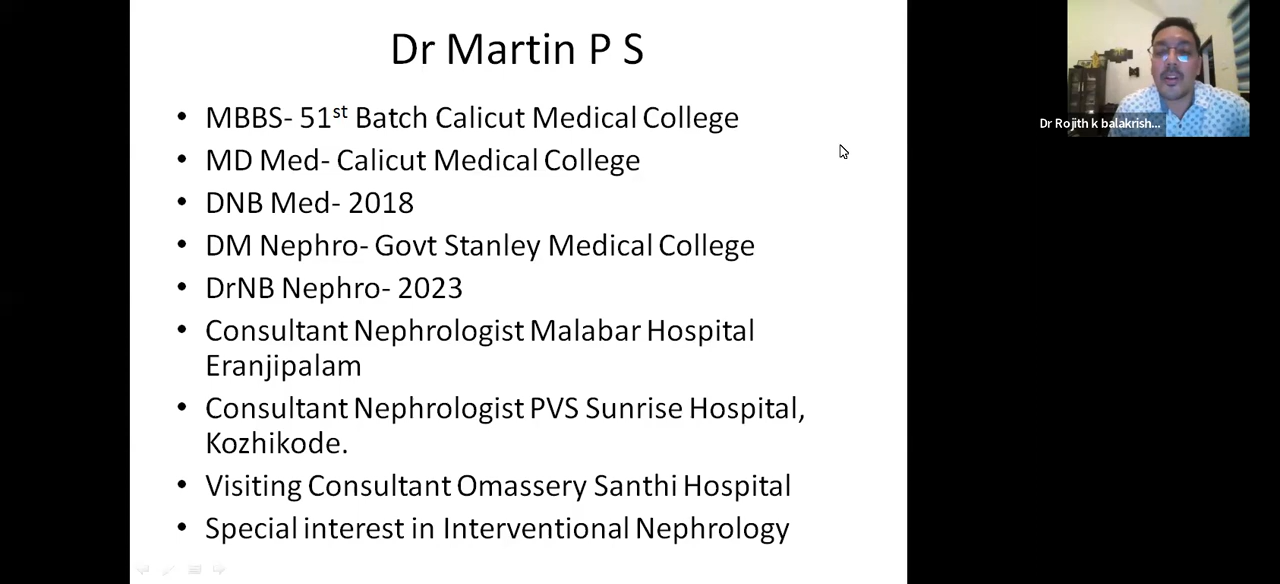 Dr Martin P S
• MBBS- 51st Batch Calicut Medical College
• MD Med- Calicut Medical College
• DNB Med- 2018
• DM Nephro- Govt Stanley Medical College
• DrNB Nephro- 2023
• Consultant Nephrologist Malabar Hospital
Eranjipalam
• Consultant Nephrologist PVS Sunrise Hospital,
Kozhikode.
• Visiting Consultant Omassery Santhi Hospital
• Special interest in Interventional Nephrology
Dr Rojith k balakrish...